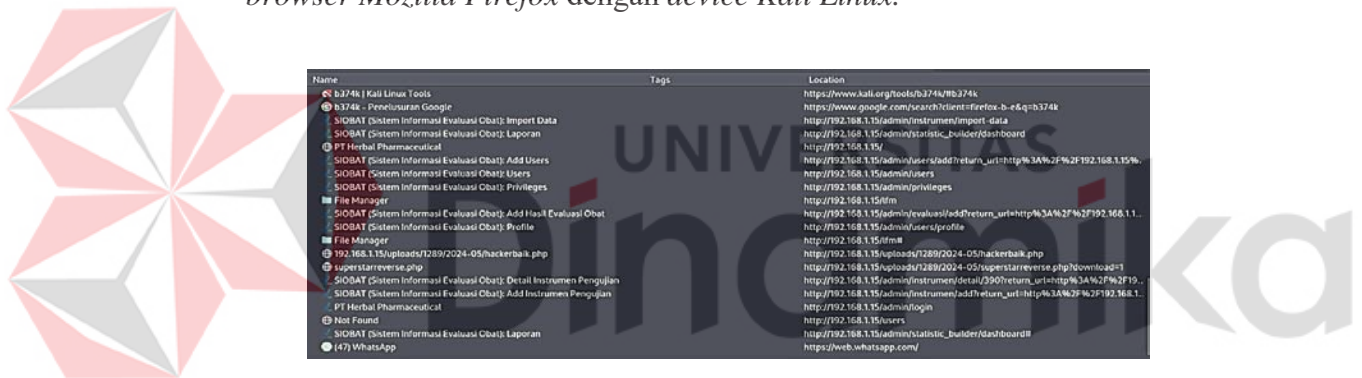 browser Mozilla Firefox dengan device Kali Linux.
Name Tags Location
b374k | Kali Linux Tools https://www.kali.org/tools/b374k/#b374k
b374k - Penelusuran Google https://www.google.com/search?client=firefox-b-e&q=b374k
SIOBAT (Sistem Informasi Evaluasi Obat): Import Data http://192.168.1.15/admin/instrumen/import-data
SIOBAT (Sistem Informasi Evaluasi Obat): Laporan http://192.168.1.15/admin/statistic_builder/dashboard
PT Herbal Pharmaceutical http://192.168.1.15/
SIOBAT (Sistem Informasi Evaluasi Obat): Add Users http://192.168.1.15/admin/users/add?return_url=http%3A%2F%2F192.168.1.15%..
SIOBAT (Sistem Informasi Evaluasi Obat): Users http://192.168.1.15/admin/users
SIOBAT (Sistem Informasi Evaluasi Obat): Privileges http://192.168.1.15/admin/privileges
File Manager http://192.168.1.15/lfm
SIOBAT (Sistem Informasi Evaluasi Obat): Add Hasil Evaluasi Obat http://192.168.1.15/admin/evaluasi/add?return_url=http%3A%2F%2F192.168.1.1..
SIOBAT (Sistem Informasi Evaluasi Obat): Profile http://192.168.1.15/admin/users/profile
File Manager http://192.168.1.15/lfm#
192.168.1.15/uploads/1289/2024-05/hackerbaik.php http://192.168.1.15/uploads/1289/2024-05/hackerbaik.php
superstarreverse.php http://192.168.1.15/uploads/1289/2024-05/superstarreverse.php?download=1
SIOBAT (Sistem Informasi Evaluasi Obat): Detail Instrumen Pengujian http://192.168.1.15/admin/instrumen/detail/390?return_url=http%3A%2F%2F19..
SIOBAT (Sistem Informasi Evaluasi Obat): Add Instrumen Pengujian http://192.168.1.15/admin/instrumen/add?return_url=http%3A%2F%2F192.168.1..
PT Herbal Pharmaceutical http://192.168.1.15/admin/login
Not Found http://192.168.1.15/users
SIOBAT (Sistem Informasi Evaluasi Obat): Laporan http://192.168.1.15/admin/statistic_builder/dashboard#
(47) WhatsApp https://web.whatsapp.com/
UNIVERSITAS
Dinamika